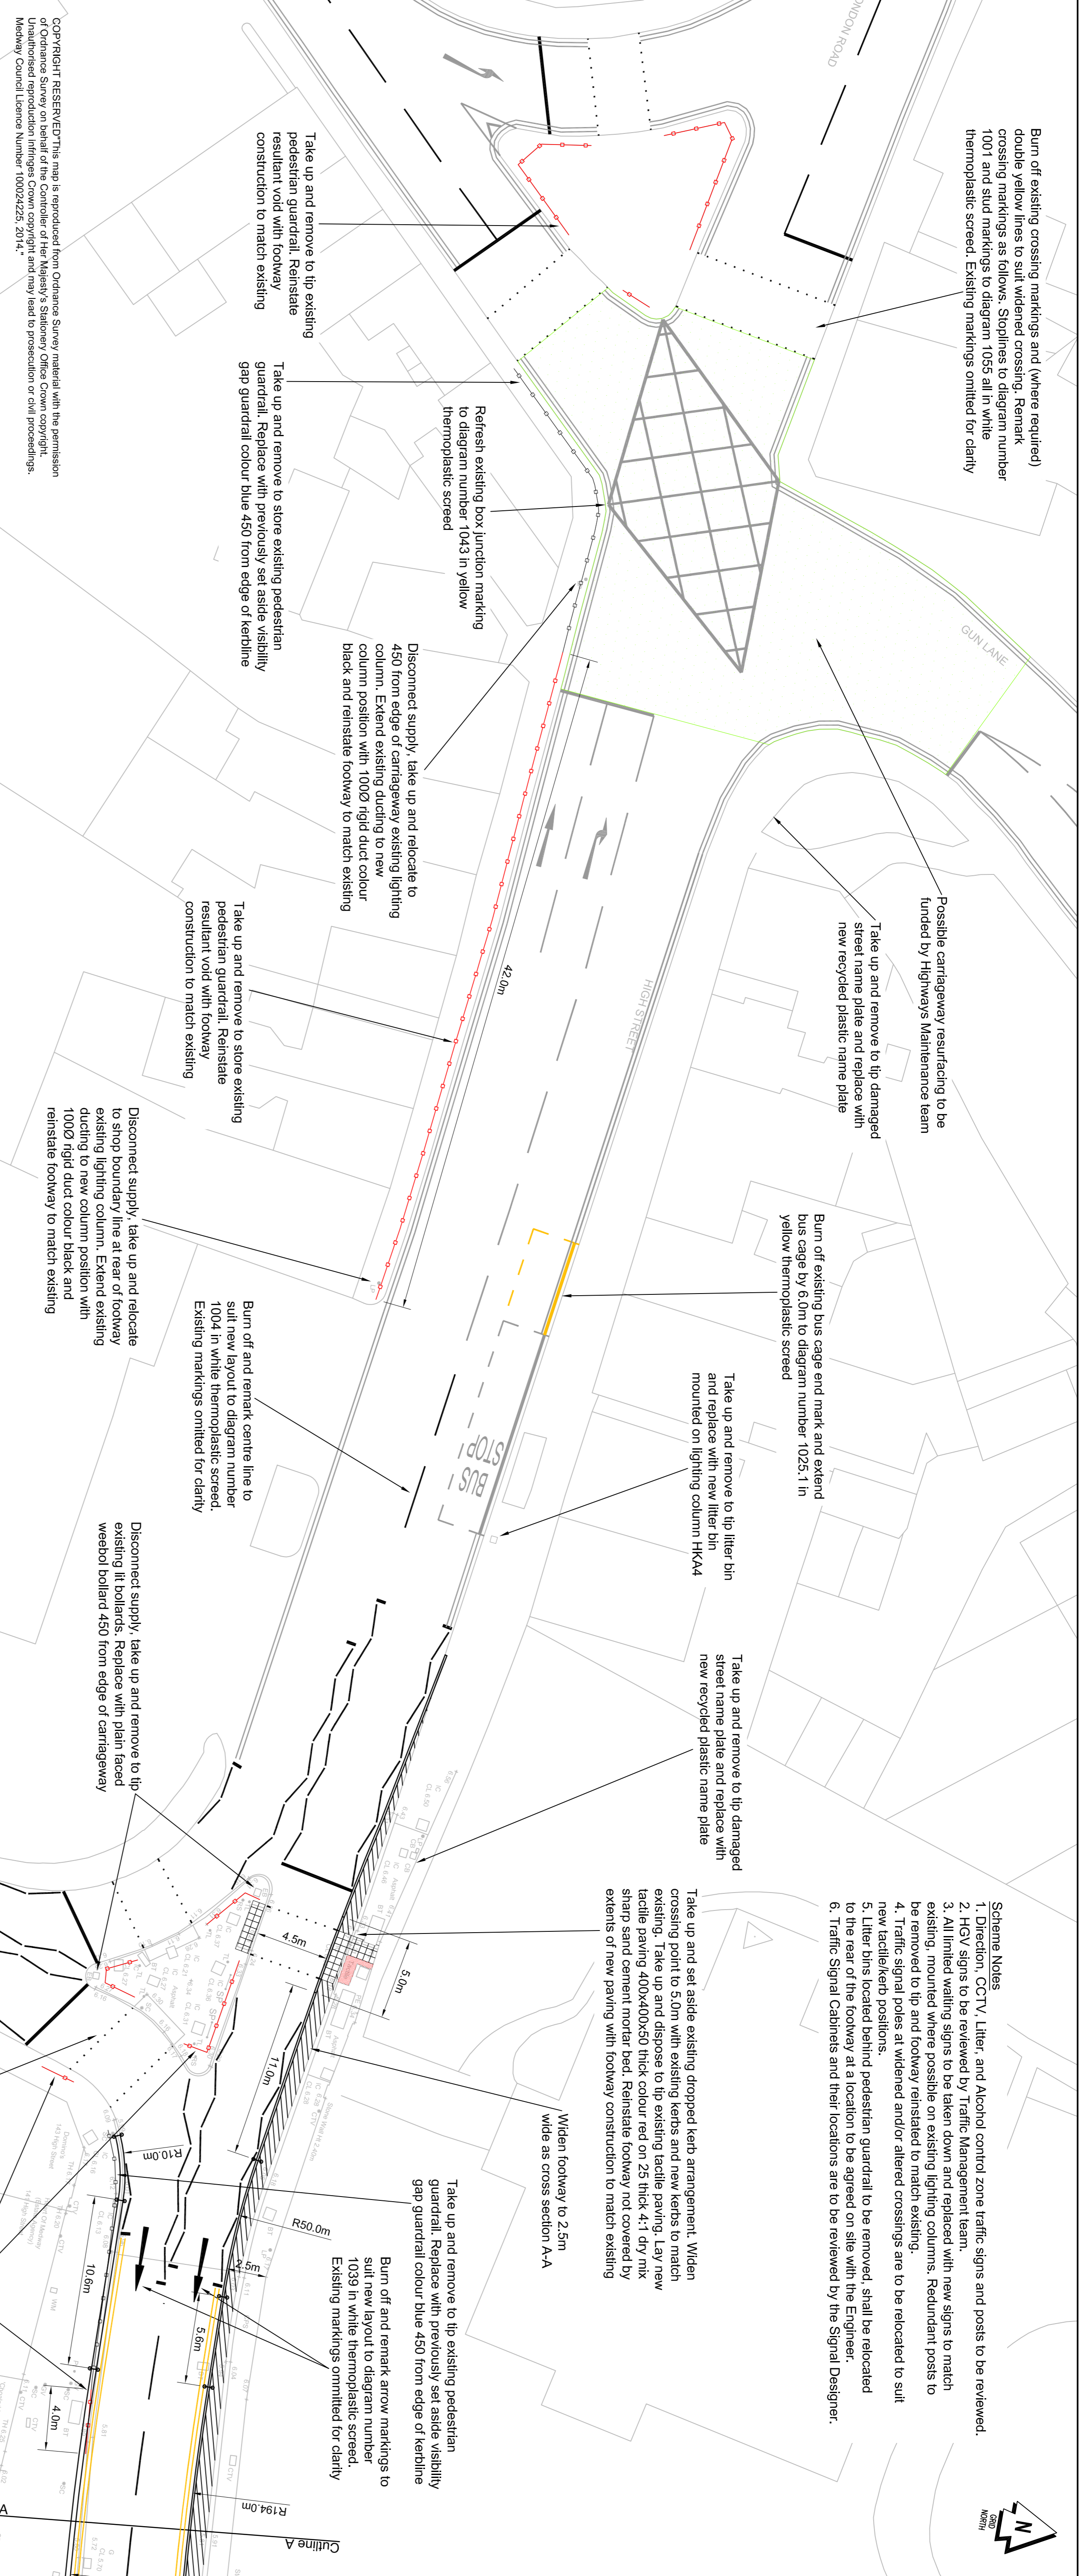 Burn off existing crossing markings and (where required)
double yellow lines to suit widened crossing. Remark
crossing markings as follows. Stoplines to diagram number
1001 and stud markings to diagram 1055 all in white
thermoplastic screed. Existing markings omitted for clarity
GUN LANE
Possible carriageway resurfacing to be
funded by Highways Maintenance team
Take up and remove to tip damaged
street name plate and replace with
new recycled plastic name plate
Burn off existing bus cage end mark and extend
bus cage by 6.0m to diagram number 1025.1 in
yellow thermoplastic screed
Take up and remove to tip litter bin
and replace with new litter bin
mounted on lighting column HKA4
Take up and remove to tip damaged
street name plate and replace with
new recycled plastic name plate
Scheme Notes
1. Direction, CCTV, Litter, and Alcohol control zone traffic signs and posts to be reviewed.
2. HGV signs to be reviewed by Traffic Management team.
3. All limited waiting signs to be taken down and replaced with new signs to match
existing, mounted where possible on existing lighting columns. Redundant posts to
be removed to tip and footway reinstated to match existing.
4. Traffic signal poles at widened and/or altered crossings are to be relocated to suit
new tactile/kerb positions.
5. Litter bins located behind pedestrian guardrail to be removed, shall be relocated
to the rear of the footway at a location to be agreed on site with the Engineer.
6. Traffic Signal Cabinets and their locations are to be reviewed by the Signal Designer.
N
GRID
NORTH
Take up and set aside existing dropped kerb arrangement. Widen
crossing point to 5.0m with existing kerbs and new kerbs to match
existing. Take up and dispose to tip existing tactile paving. Lay new
tactile paving 400x400x50 thick colour red on 25 thick 4:1 dry mix
sharp sand cement mortar bed. Reinstate footway not covered by
extents of new paving with footway construction to match existing
Widen footway to 2.5m
wide as cross section A-A
Take up and remove to tip existing pedestrian
guardrail. Replace with previously set aside visibility
gap guardrail colour blue 450 from edge of kerbline
Burn off and remark arrow markings to
suit new layout to diagram number
1039 in white thermoplastic screed.
Existing markings ommitted for clarity
HIGH STREET
BUS
STOP
42.0m
4.5m
5.0m
11.0m
R10.0m
R50.0m
2.5m
10.6m
5.6m
4.0m
R194.0m
Cutline A
A
Refresh existing box junction marking
to diagram number 1043 in yellow
thermoplastic screed
Disconnect supply, take up and relocate to
450 from edge of carriageway existing lighting
column. Extend existing ducting to new
column position with 100Ø rigid duct colour
black and reinstate footway to match existing
Take up and remove to tip existing
pedestrian guardrail. Reinstate
resultant void with footway
construction to match existing
Take up and remove to store existing pedestrian
guardrail. Replace with previously set aside visibility
gap guardrail colour blue 450 from edge of kerbline
Take up and remove to store existing
pedestrian guardrail. Reinstate
resultant void with footway
construction to match existing
Disconnect supply, take up and relocate
to shop boundary line at rear of footway
existing lighting column. Extend existing
ducting to new column position with
100Ø rigid duct colour black and
reinstate footway to match existing
Burn off and remark centre line to
suit new layout to diagram number
1004 in white thermoplastic screed.
Existing markings omitted for clarity
Disconnect supply, take up and remove to tip
existing lit bollards. Replace with plain faced
weebol bollard 450 from edge of carriageway
COPYRIGHT RESERVED"This map is reproduced from Ordnance Survey material with the permission
of Ordnance Survey on behalf of the Controller of Her Majesty's Stationery Office Crown copyright.
Unauthorised reproduction infringes Crown copyright and may lead to prosecution or civil proceedings.
Medway Council Licence Number 100024225, 2014."